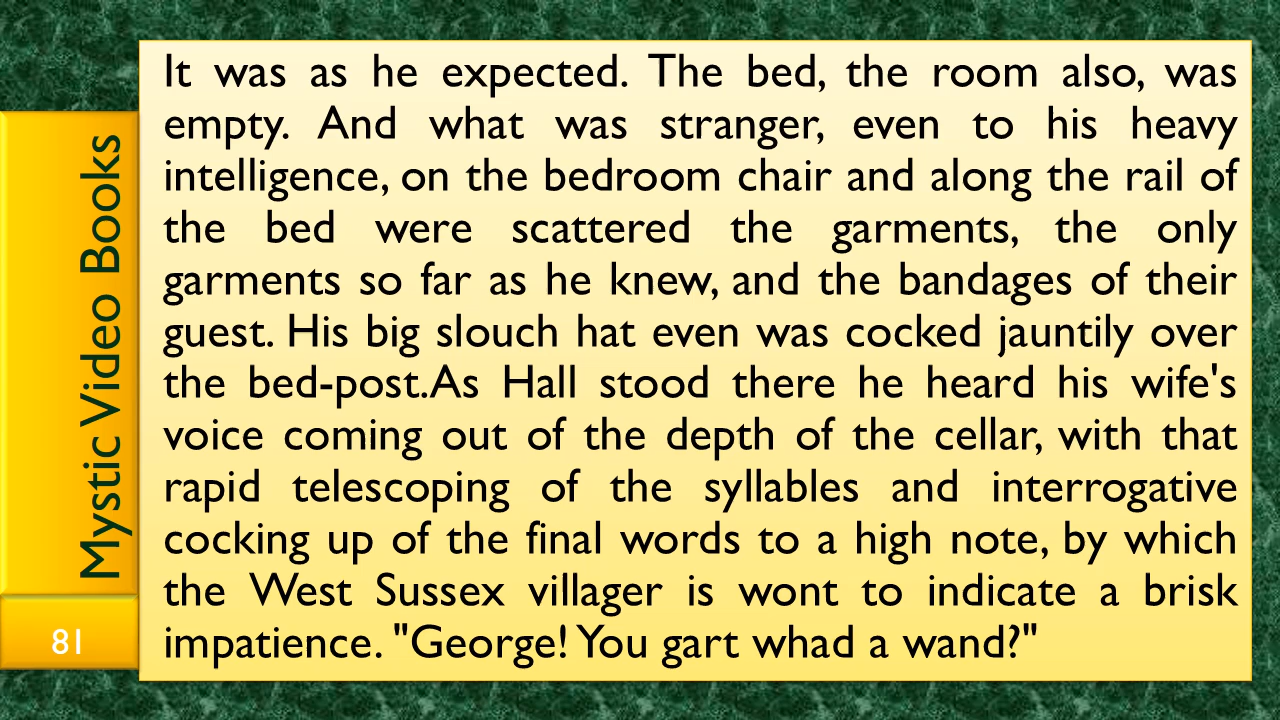 It was as he expected. The bed, the room also, was
empty. And what was stranger, even to his heavy
intelligence, on the bedroom chair and along the rail of
the bed were scattered the garments, the only
garments so far as he knew, and the bandages of their
guest. His big slouch hat even was cocked jauntily over
the bed-post.As Hall stood there he heard his wife's
voice coming out of the depth of the cellar, with that
rapid telescoping of the syllables and interrogative
cocking up of the final words to a high note, by which
the West Sussex villager is wont to indicate a brisk
impatience. "George! You gart whad a wand?"
Mystic Video Books
81